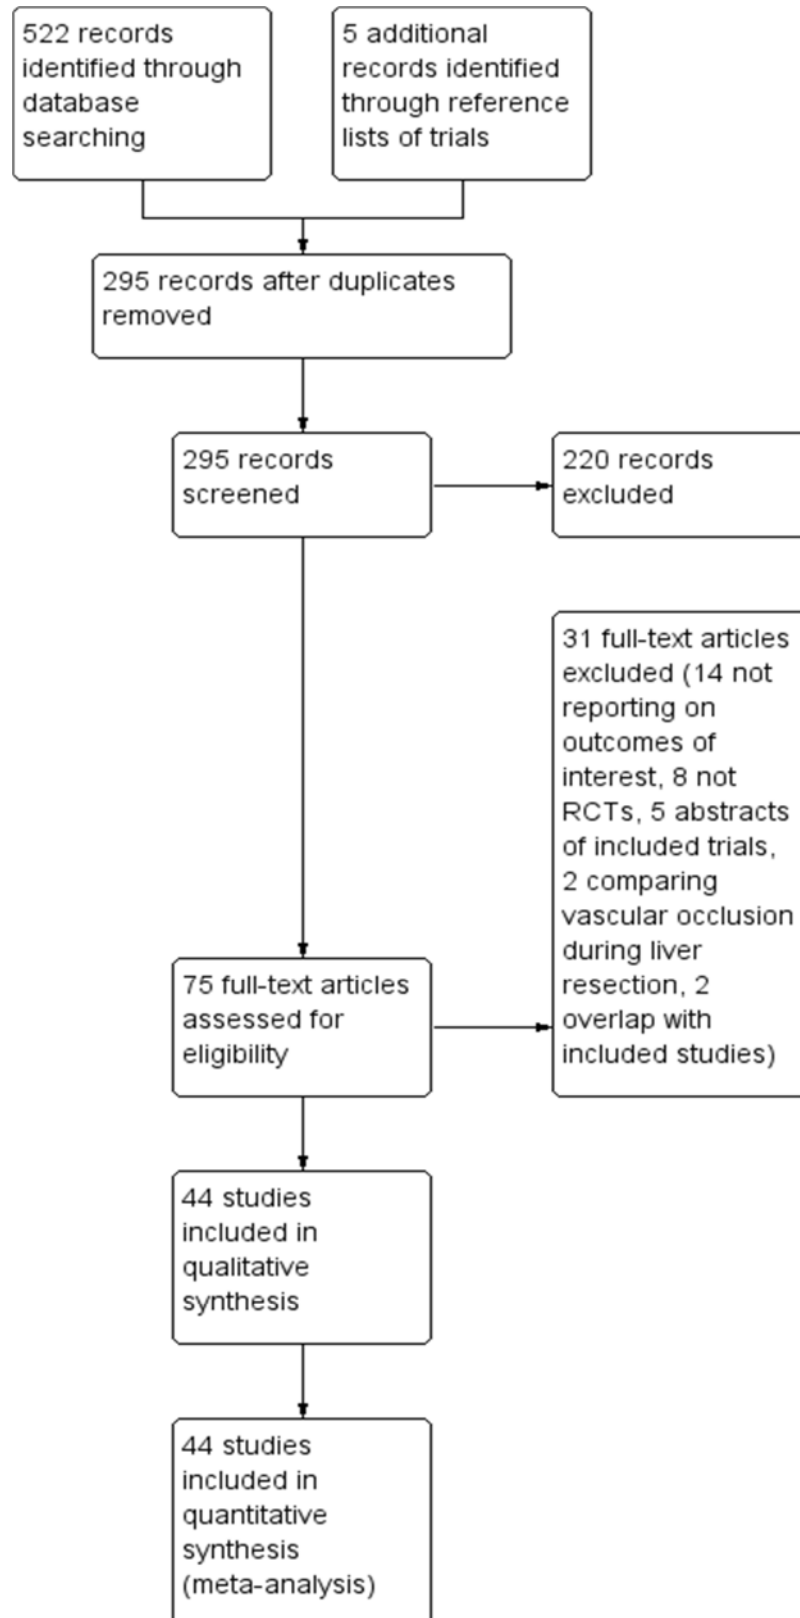 522 records
identified through
database
searching
5 additional
records identified
through reference
lists of trials
295 records after duplicates
removed
295 records
screened
220 records
excluded
31 full-text articles
excluded (14 not
reporting on
outcomes of
interest, 8 not
RCTs, 5 abstracts
of included trials,
2 comparing
vascular occlusion
during liver
resection, 2
overlap with
included studies)
75 full-text articles
assessed for
eligibility
44 studies
included in
qualitative
synthesis
44 studies
included in
quantitative
synthesis
(meta-analysis)